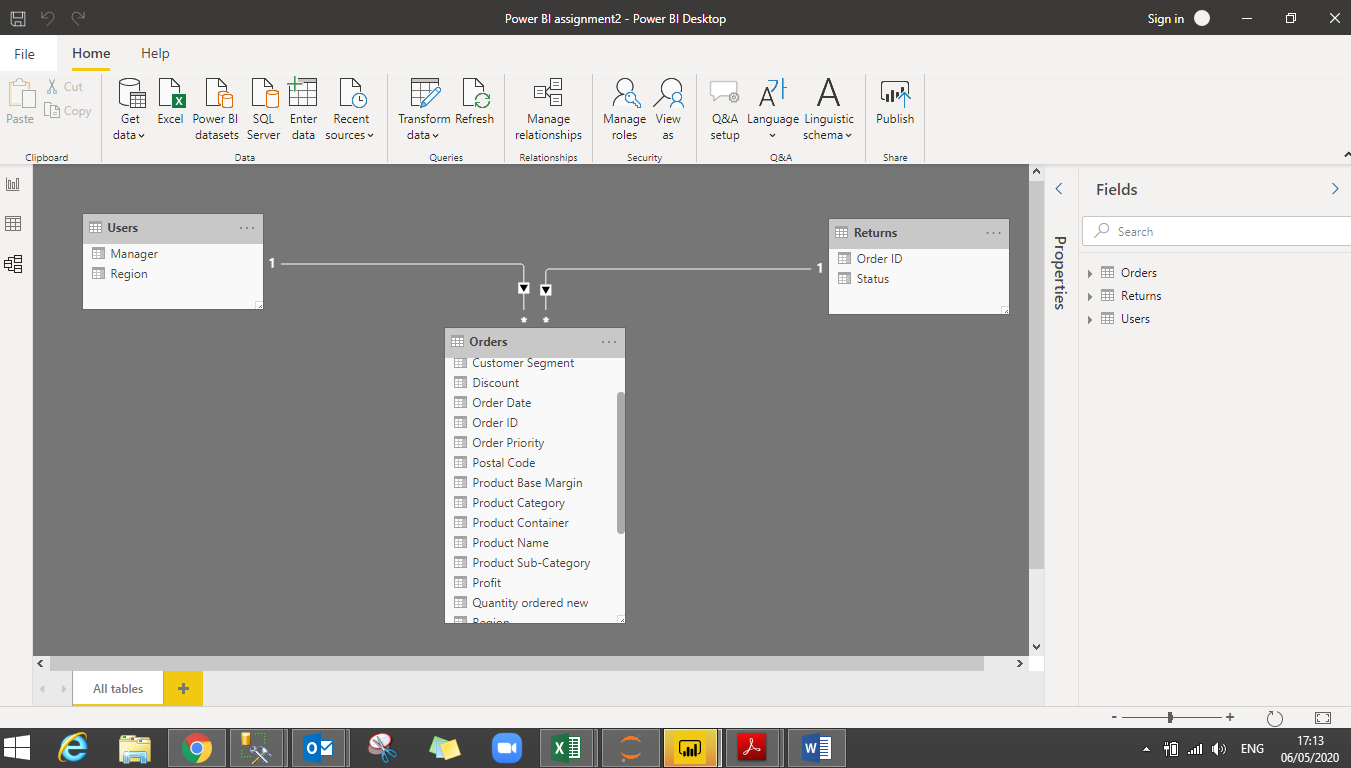 Power BI assignment2 - Power BI Desktop
Sign in
File
Home
Help
Paste
Cut
Copy
Get data
Excel
Power BI datasets
SQL Server
Enter data
Recent sources
Transform data
Refresh
Manage relationships
Manage roles
View as
Q&A setup
Language
Linguistic schema
Publish
Clipboard
Data
Queries
Relationships
Security
Q&A
Share
Users
Manager
Region
1
*
*
1
Returns
Order ID
Status
Orders
Customer Segment
Discount
Order Date
Order ID
Order Priority
Postal Code
Product Base Margin
Product Category
Product Container
Product Name
Product Sub-Category
Profit
Quantity ordered new
Region
Properties
Fields
Search
Orders
Returns
Users
All tables
+
-
+
ENG
17:13
06/05/2020